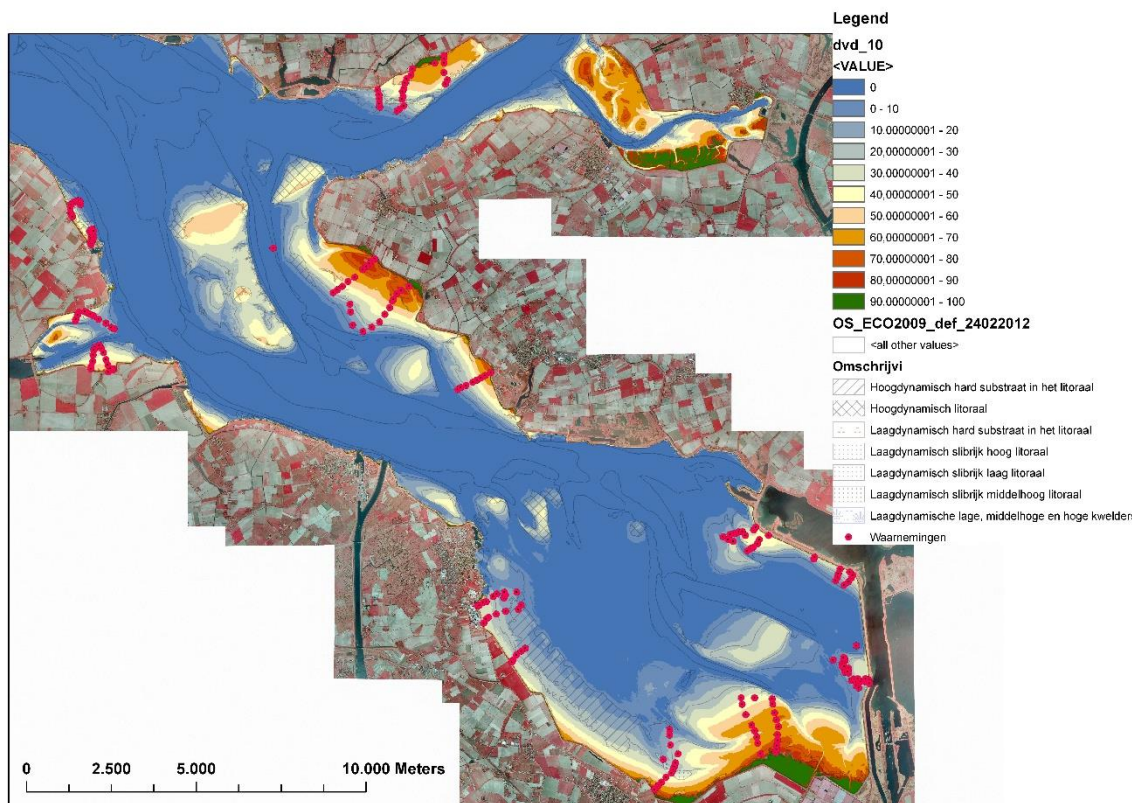 Legend
dvd_10
<VALUE>
0
0 - 10
10.00000001 - 20
20,00000001 - 30
30.00000001 - 40
40,00000001 - 50
50.00000001 - 60
60,00000001 - 70
70.00000001 - 80
80,00000001 - 90
90.00000001 - 100
OS_ECO2009_def_24022012
<all other values>
Omschrijvi
Hoogdynamisch hard substraat in het litoraal
Hoogdynamisch litoraal
Laagdynamisch hard substraat in het litoraal
Laagdynamisch slibrijk hoog litoraal
Laagdynamisch slibrijk laag litoraal
Laagdynamisch slibrijk middelhoog litoraal
Laagdynamische lage, middelhoge en hoge kwelders
Waarnemingen
0 2.500 5.000 10.000 Meters